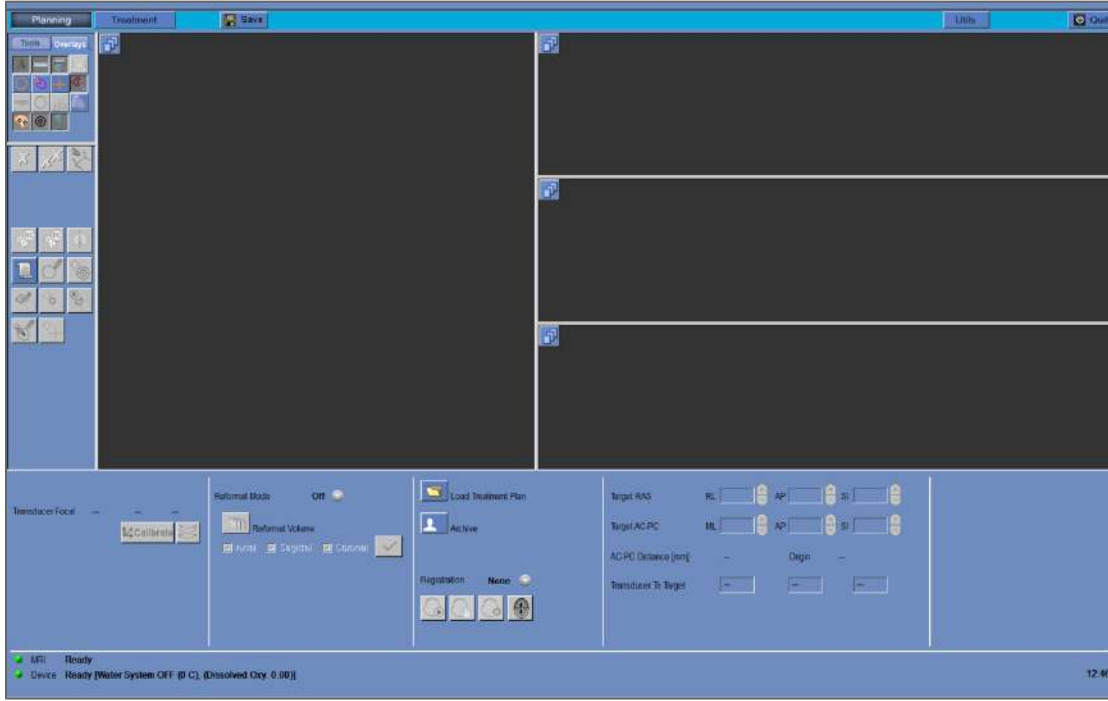 Planning Treatment Save Utils Quit
Tools Overlays
Transducer Focal -- -- --
Calibrate
Reformat Mode Off
Reformat Volume
Axial Sagittal Coronal
Load Treatment Plan
Archive
Registration None
Target RAS RL AP SI
Target AC-PC ML AP SI
AC-PC Distance [mm] -- Origin --
Transducer To Target -- -- --
MRI Ready
Device Ready [Water System OFF (0 C), (Dissolved Oxy. 0.00)]
12:46